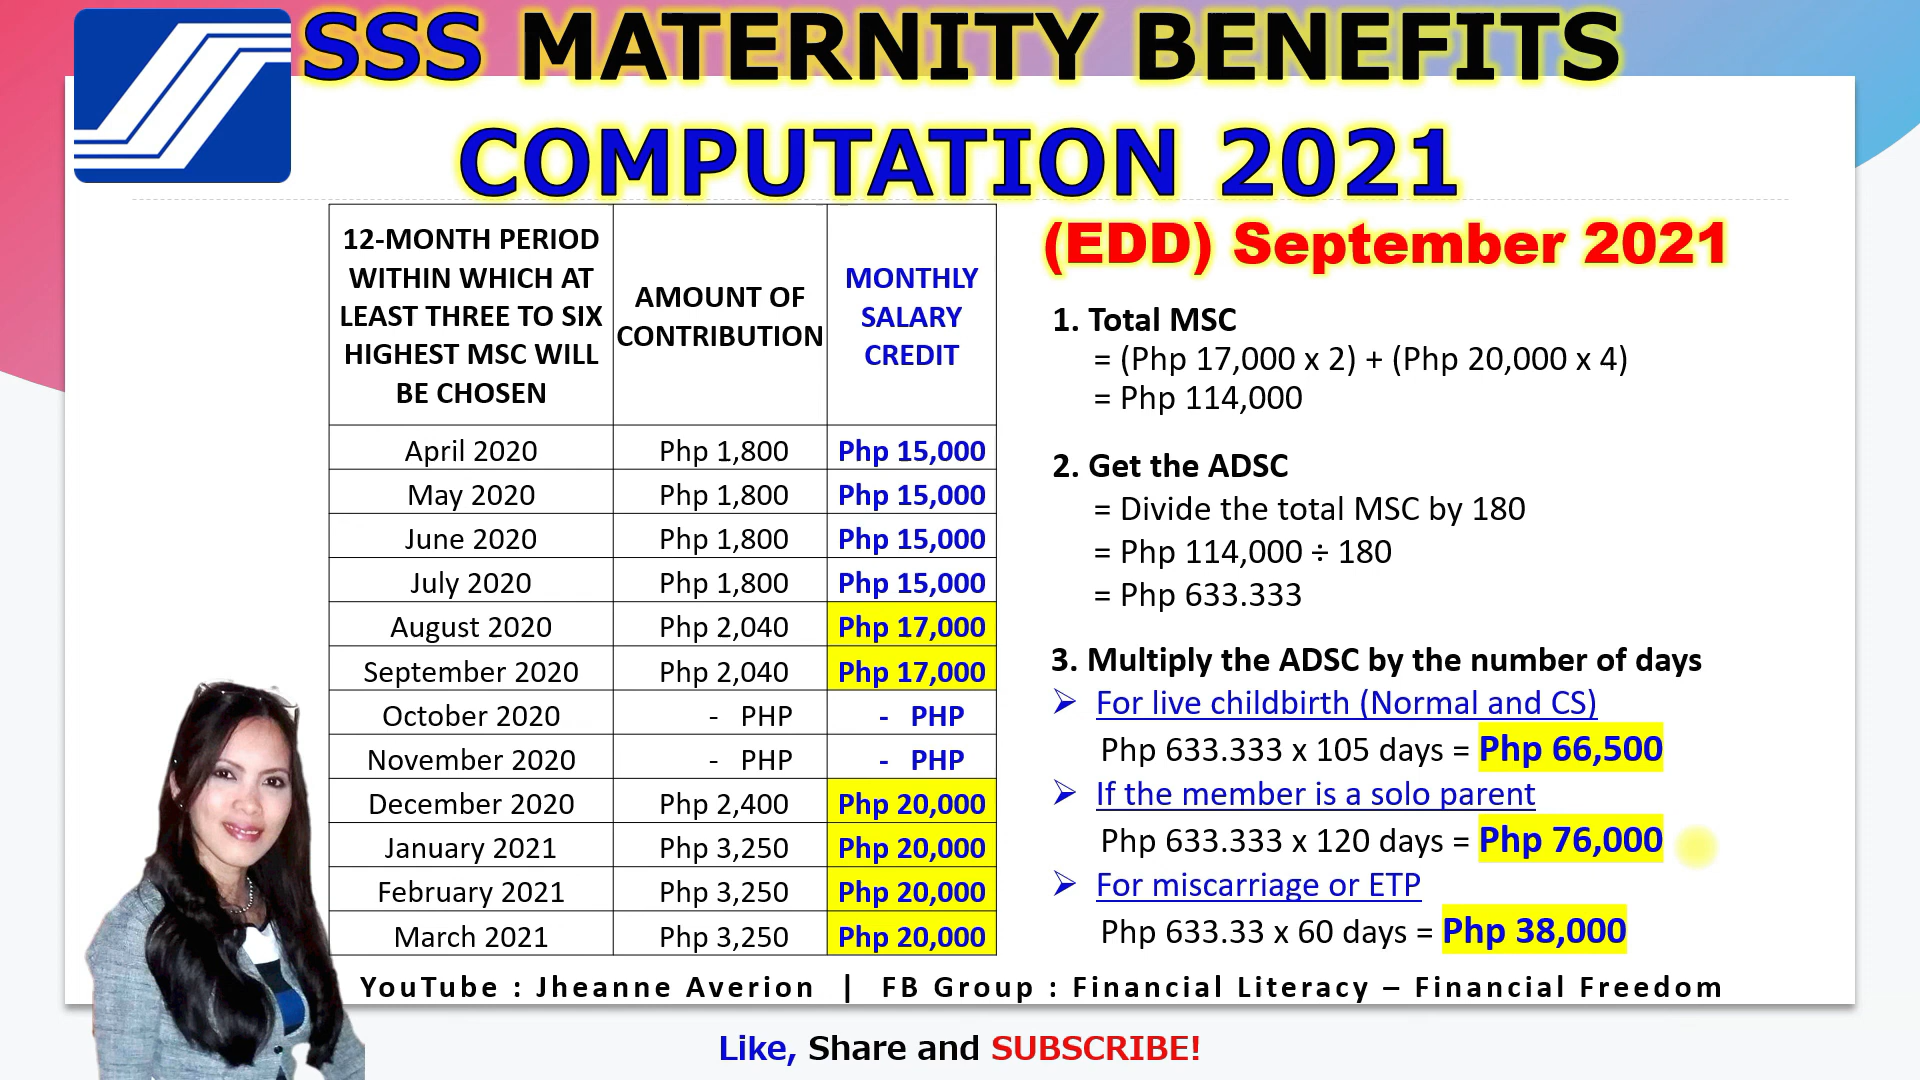 SSS MATERNITY BENEFITS
COMPUTATION 2021
(EDD) September 2021
12-MONTH PERIOD
WITHIN WHICH AT
LEAST THREE TO SIX
HIGHEST MSC WILL
BE CHOSEN
AMOUNT OF
CONTRIBUTION
MONTHLY
SALARY
CREDIT
April 2020 Php 1,800 Php 15,000
May 2020 Php 1,800 Php 15,000
June 2020 Php 1,800 Php 15,000
July 2020 Php 1,800 Php 15,000
August 2020 Php 2,040 Php 17,000
September 2020 Php 2,040 Php 17,000
October 2020 - PHP - PHP
November 2020 - PHP - PHP
December 2020 Php 2,400 Php 20,000
January 2021 Php 3,250 Php 20,000
February 2021 Php 3,250 Php 20,000
March 2021 Php 3,250 Php 20,000
1. Total MSC
= (Php 17,000 x 2) + (Php 20,000 x 4)
= Php 114,000
2. Get the ADSC
= Divide the total MSC by 180
= Php 114,000 ÷ 180
= Php 633.333
3. Multiply the ADSC by the number of days
➢ For live childbirth (Normal and CS)
Php 633.333 x 105 days = Php 66,500
➢ If the member is a solo parent
Php 633.333 x 120 days = Php 76,000
➢ For miscarriage or ETP
Php 633.33 x 60 days = Php 38,000
YouTube : Jheanne Averion | FB Group : Financial Literacy – Financial Freedom
Like, Share and SUBSCRIBE!